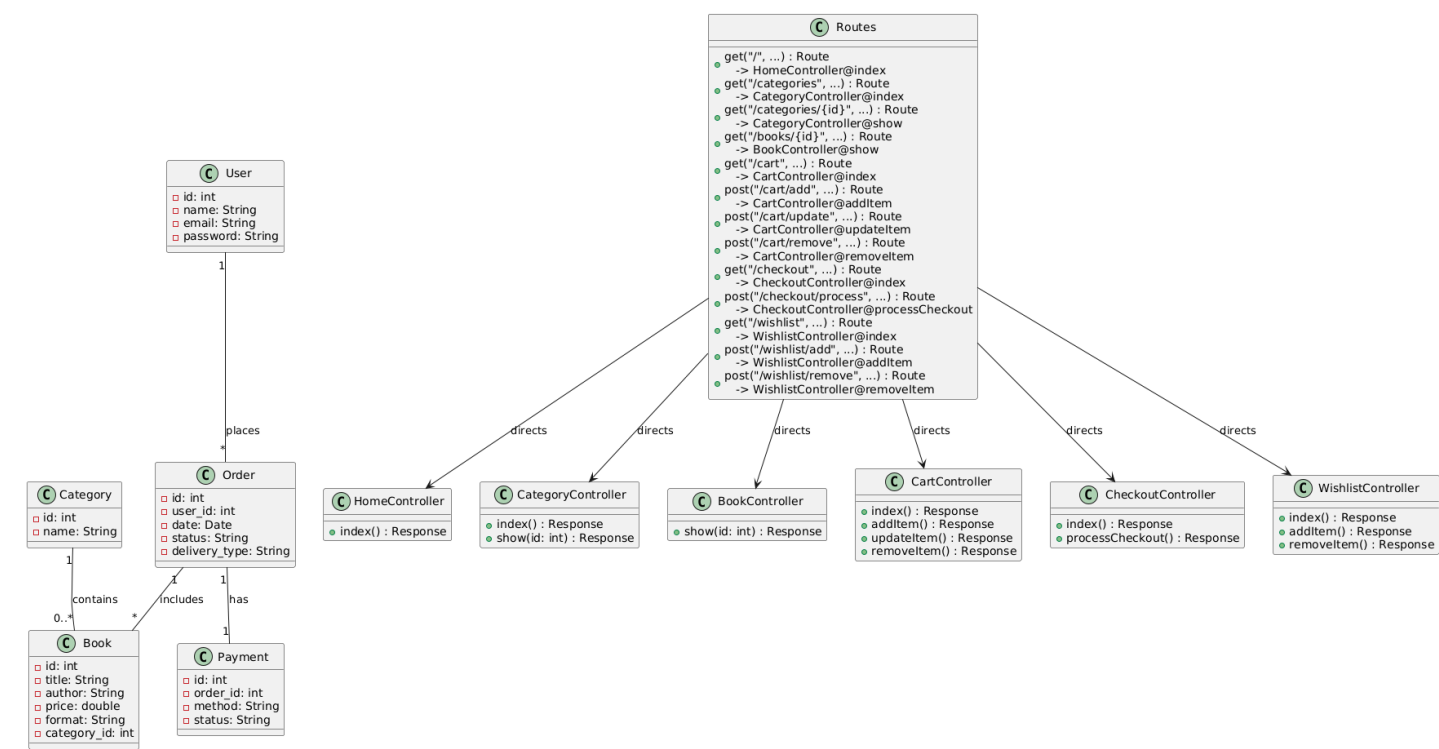 C Routes
get("/", ...) : Route
-> HomeController@index
get("/categories", ...) : Route
-> CategoryController@index
get("/categories/{id}", ...) : Route
-> CategoryController@show
get("/books/{id}", ...) : Route
-> BookController@show
get("/cart", ...) : Route
-> CartController@index
post("/cart/add", ...) : Route
-> CartController@addItem
post("/cart/update", ...) : Route
-> CartController@updateItem
post("/cart/remove", ...) : Route
-> CartController@removeItem
get("/checkout", ...) : Route
-> CheckoutController@index
post("/checkout/process", ...) : Route
-> CheckoutController@processCheckout
get("/wishlist", ...) : Route
-> WishlistController@index
post("/wishlist/add", ...) : Route
-> WishlistController@addItem
post("/wishlist/remove", ...) : Route
-> WishlistController@removeItem
C User
id: int
name: String
email: String
password: String
1
places
*
directs
directs
directs
directs
directs
directs
C Category
id: int
name: String
C Order
id: int
user_id: int
date: Date
status: String
delivery_type: String
C HomeController
index() : Response
C CategoryController
index() : Response
show(id: int) : Response
C BookController
show(id: int) : Response
C CartController
index() : Response
addItem() : Response
updateItem() : Response
removeItem() : Response
C CheckoutController
index() : Response
processCheckout() : Response
C WishlistController
index() : Response
addItem() : Response
removeItem() : Response
1
contains
0..*
1
includes
*
1
has
1
C Book
id: int
title: String
author: String
price: double
format: String
category_id: int
C Payment
id: int
order_id: int
method: String
status: String